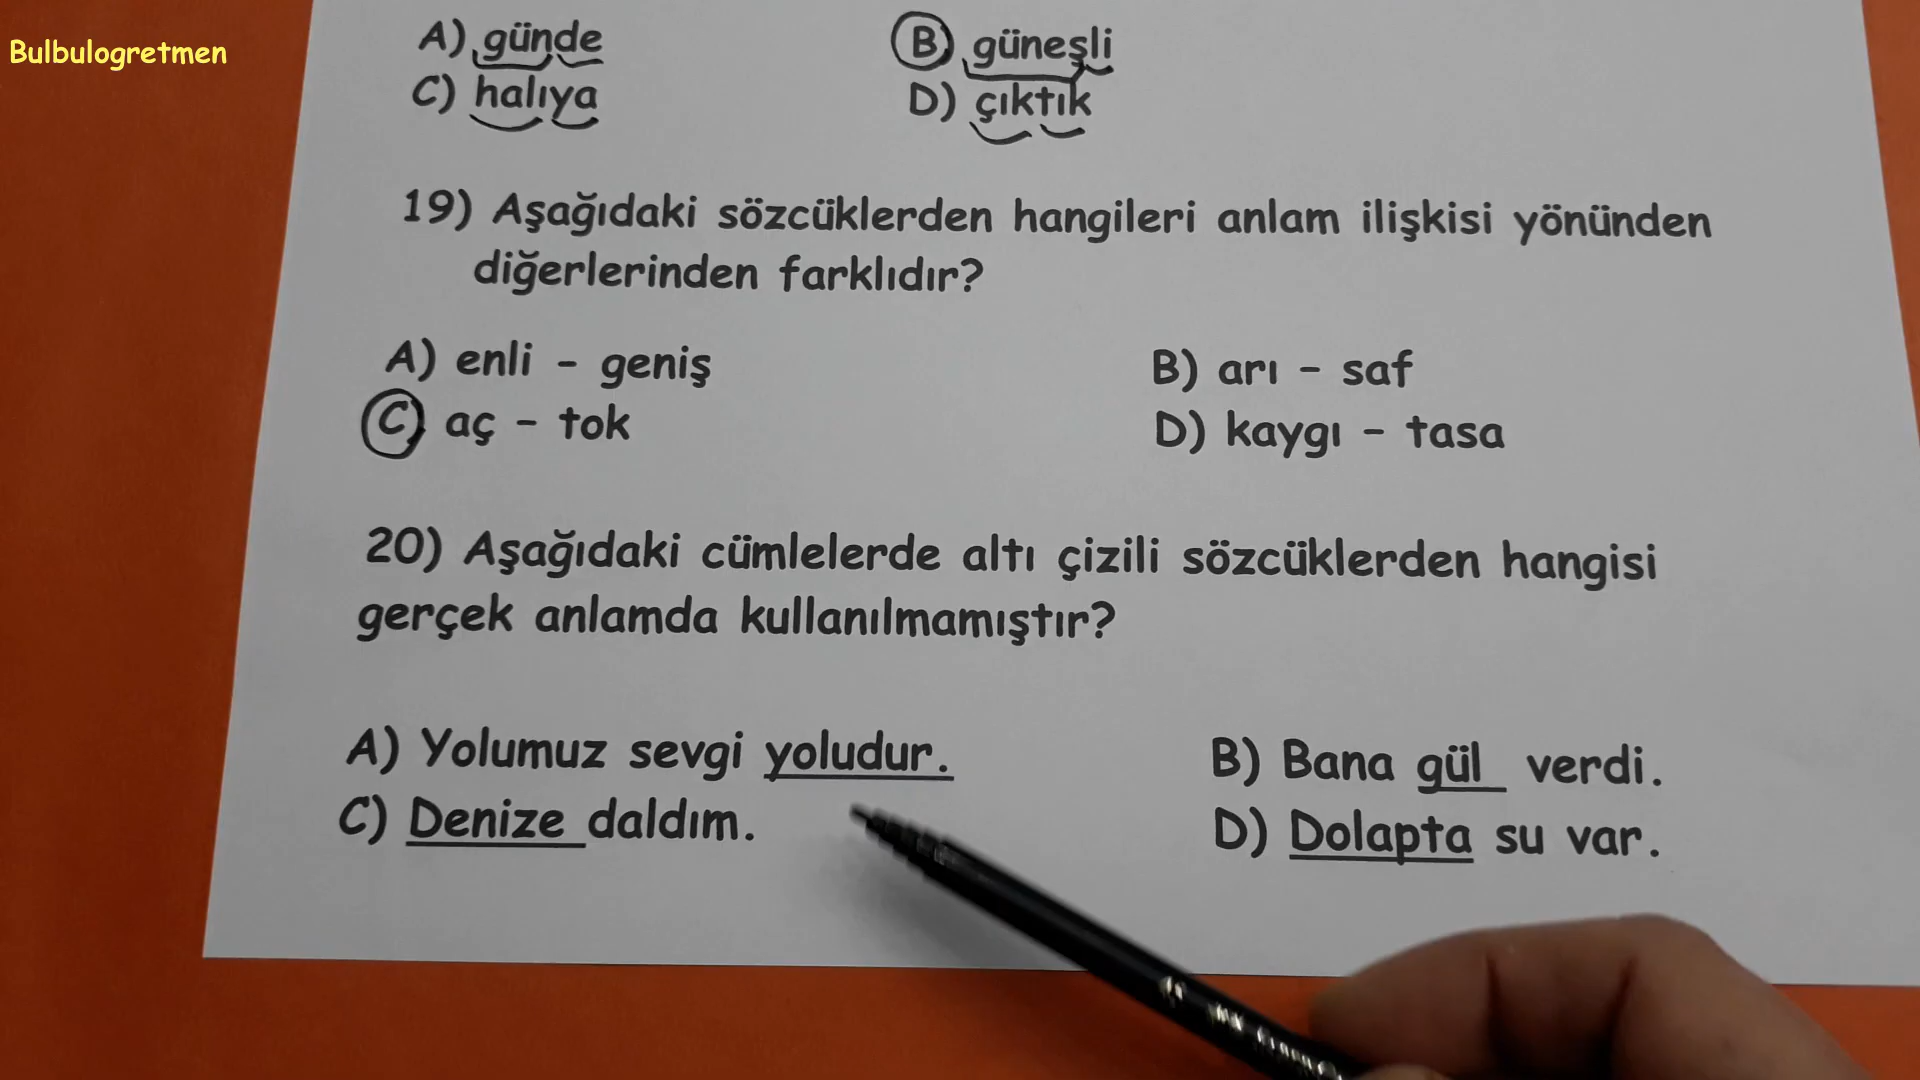 Bulbulogretmen
A) günde B) güneşli
C) halıya D) çıktık
19) Aşağıdaki sözcüklerden hangileri anlam ilişkisi yönünden
diğerlerinden farklıdır?
A) enli - geniş B) arı - saf
C) aç - tok D) kaygı - tasa
20) Aşağıdaki cümlelerde altı çizili sözcüklerden hangisi
gerçek anlamda kullanılmamıştır?
A) Yolumuz sevgi yoludur. B) Bana gül verdi.
C) Denize daldım. D) Dolapta su var.